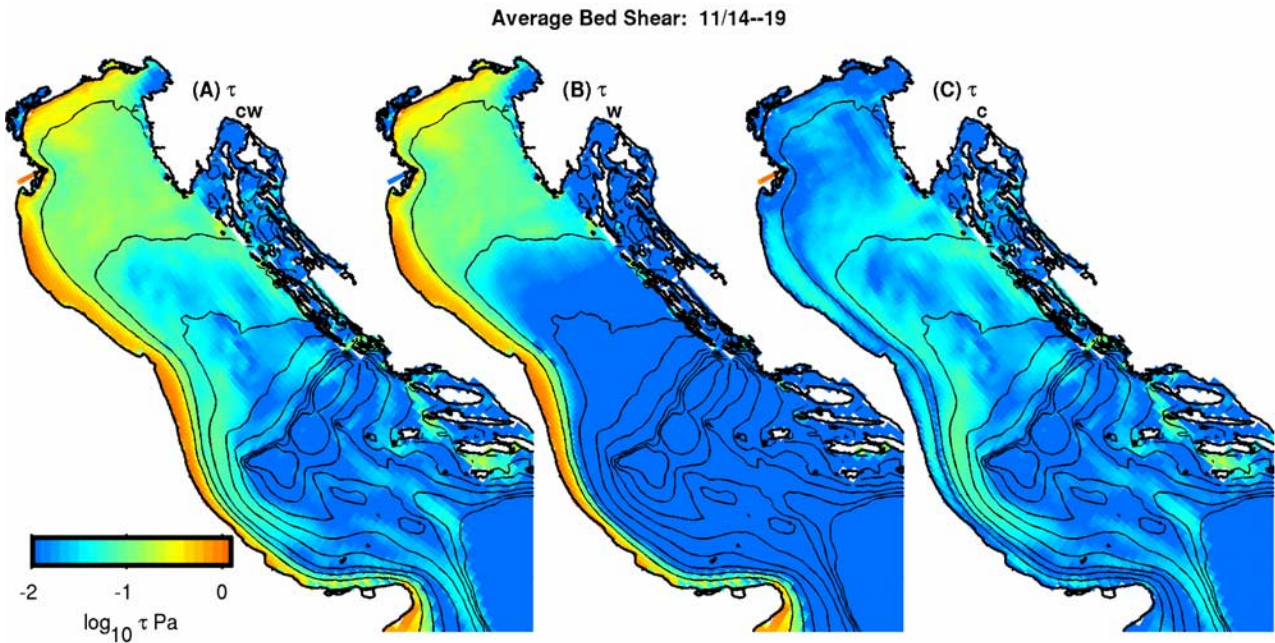 Average Bed Shear: 11/14--19
(A) τ cw
(B) τ w
(C) τ c
-2 -1 0
log10 τ Pa